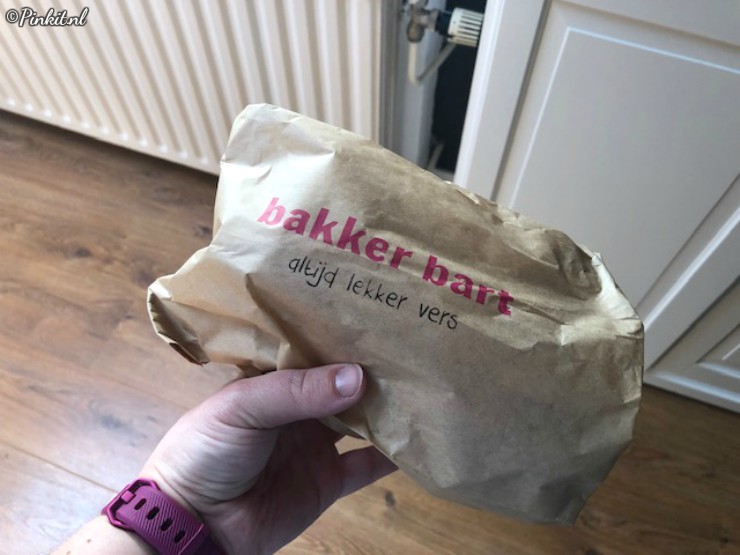 ©Pinkit.nl
bakker bart
altijd lekker vers